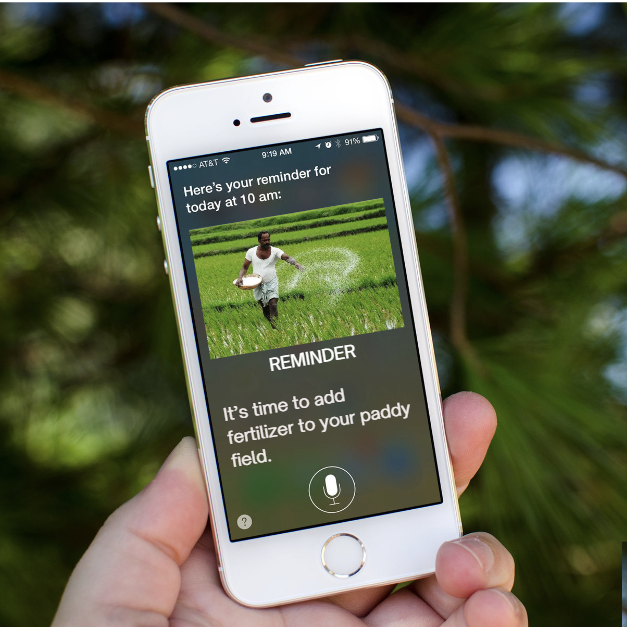 AT&T 9:19 AM 91%
Here's your reminder for
today at 10 am:
REMINDER
It's time to add
fertilizer to your paddy
field.
?